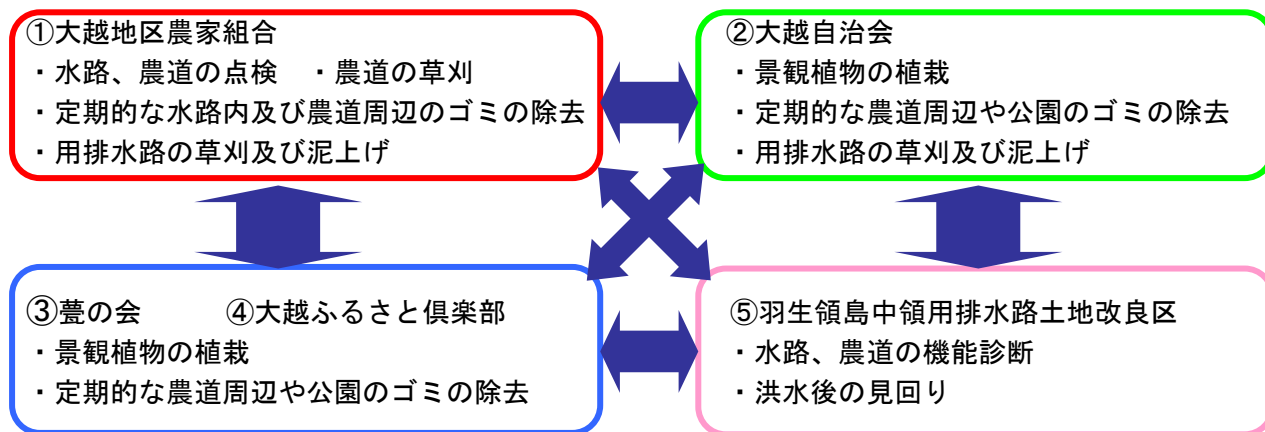 ①大越地区農家組合
・水路、農道の点検　・農道の草刈
・定期的な水路内及び農道周辺のゴミの除去
・用排水路の草刈及び泥上げ
②大越自治会
・景観植物の植栽
・定期的な農道周辺や公園のゴミの除去
・用排水路の草刈及び泥上げ
③甍の会　　④大越ふるさと倶楽部
・景観植物の植栽
・定期的な農道周辺や公園のゴミの除去
⑤羽生領島中領用排水路土地改良区
・水路、農道の機能診断
・洪水後の見回り